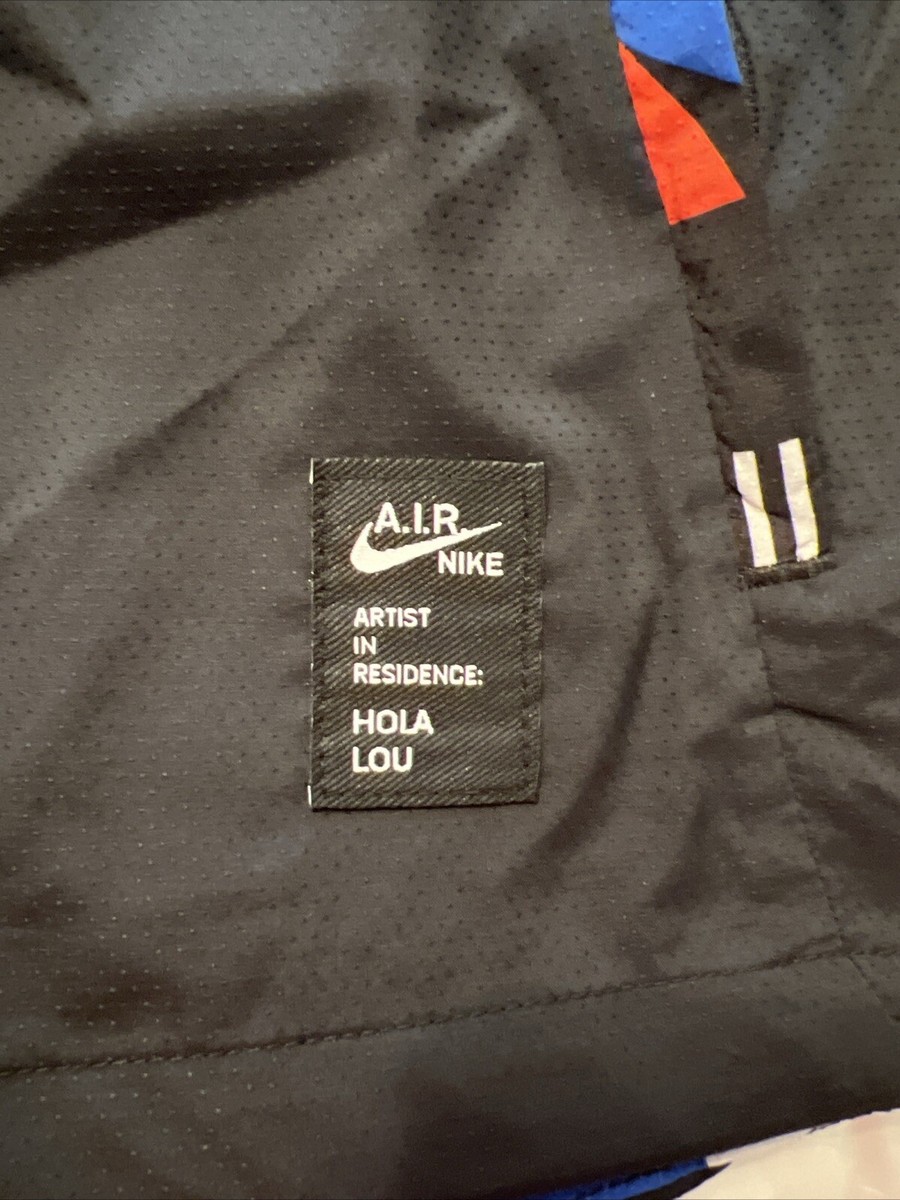 A.I.R.
NIKE
ARTIST
IN
RESIDENCE:
HOLA
LOU